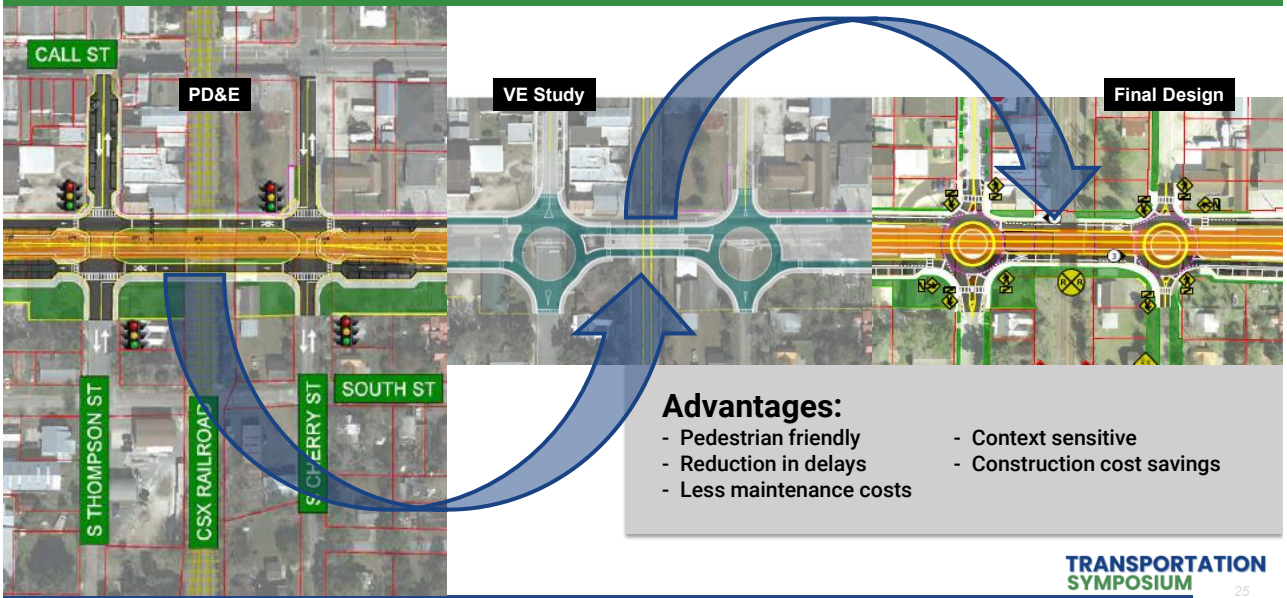 CALL ST
PD&E
VE Study
Final Design
S THOMPSON ST
CSX RAILROAD
S CHERRY ST
SOUTH ST
R R
3
Advantages:
- Pedestrian friendly
- Reduction in delays
- Less maintenance costs
- Context sensitive
- Construction cost savings
TRANSPORTATION
SYMPOSIUM
25